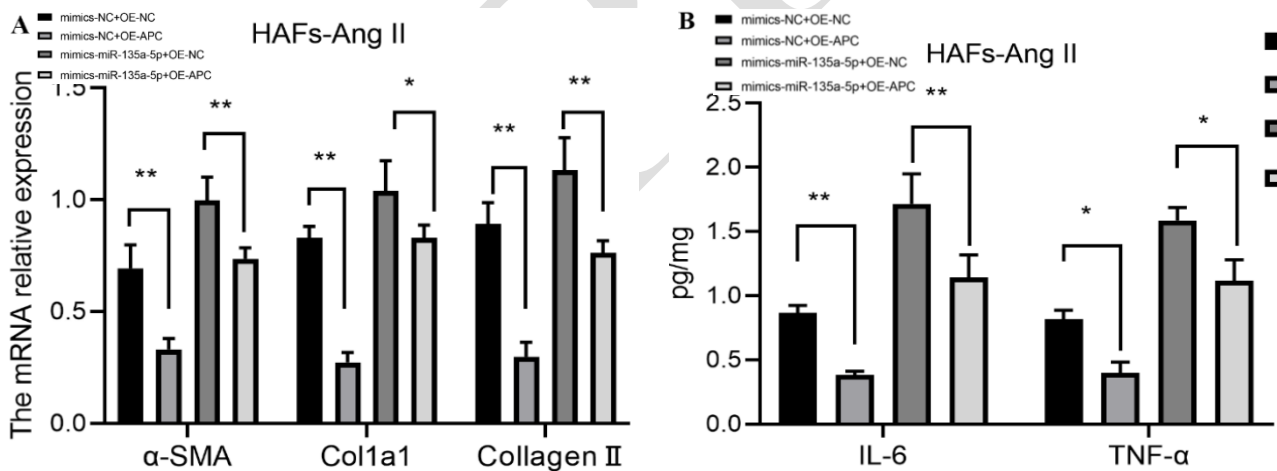 A
mimics-NC+OE-NC
mimics-NC+OE-APC
mimics-miR-135a-5p+OE-NC
mimics-miR-135a-5p+OE-APC
HAFs-Ang II
The mRNA relative expression
1.5
1.0
0.5
0.0
**
**
**
*
**
**
α-SMA
Col1a1
Collagen Ⅱ
B
mimics-NC+OE-NC
mimics-NC+OE-APC
mimics-miR-135a-5p+OE-NC
mimics-miR-135a-5p+OE-APC
HAFs-Ang II
pg/mg
2.5
2.0
1.5
1.0
0.5
0.0
**
**
*
*
IL-6
TNF-α